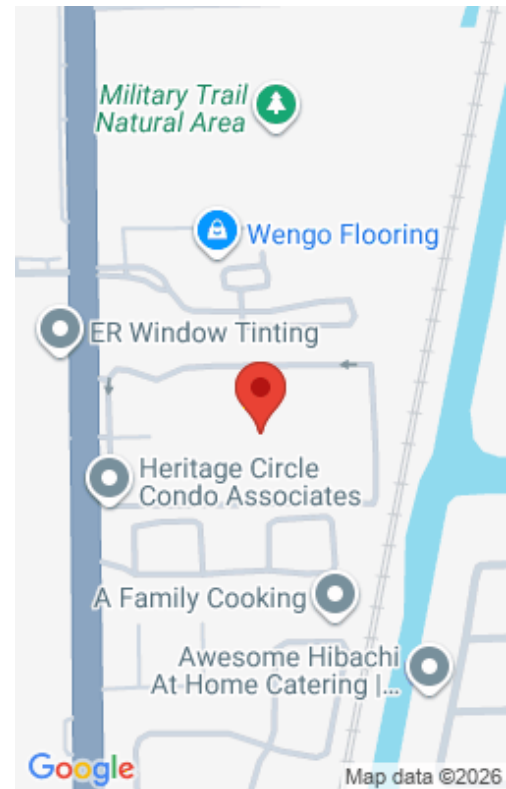 Military Trail
Natural Area
Wengo Flooring
ER Window Tinting
Heritage Circle
Condo Associates
A Family Cooking
Awesome Hibachi
At Home Catering |...
Google
Map data ©2026